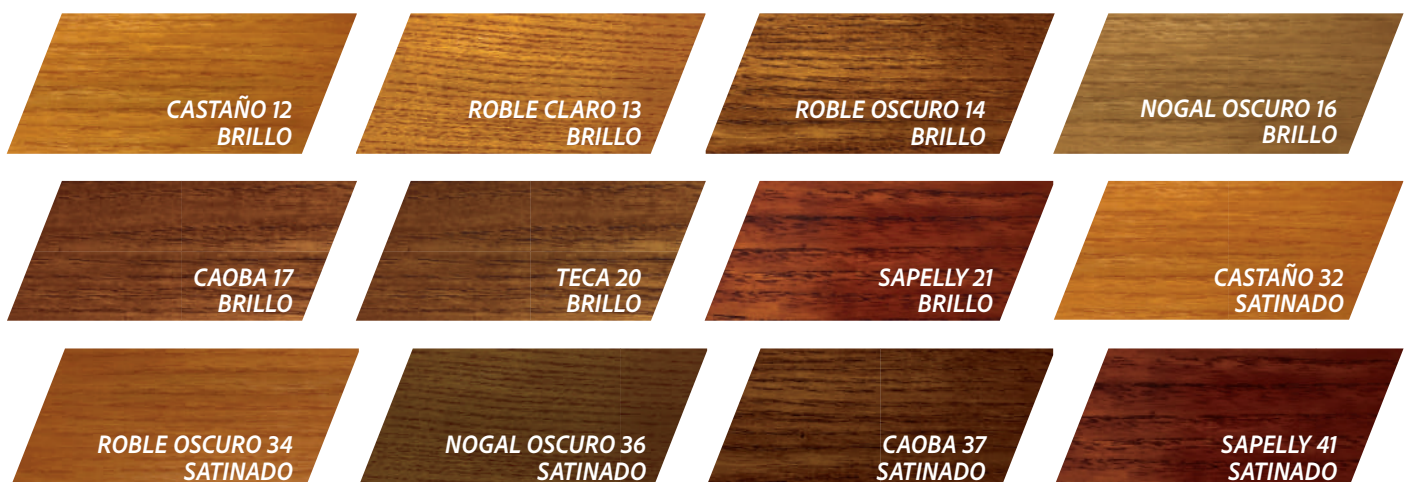 CASTAÑO 12
BRILLO
ROBLE CLARO 13
BRILLO
ROBLE OSCURO 14
BRILLO
NOGAL OSCURO 16
BRILLO
CAOBA 17
BRILLO
TECA 20
BRILLO
SAPELLY 21
BRILLO
CASTAÑO 32
SATINADO
ROBLE OSCURO 34
SATINADO
NOGAL OSCURO 36
SATINADO
CAOBA 37
SATINADO
SAPELLY 41
SATINADO